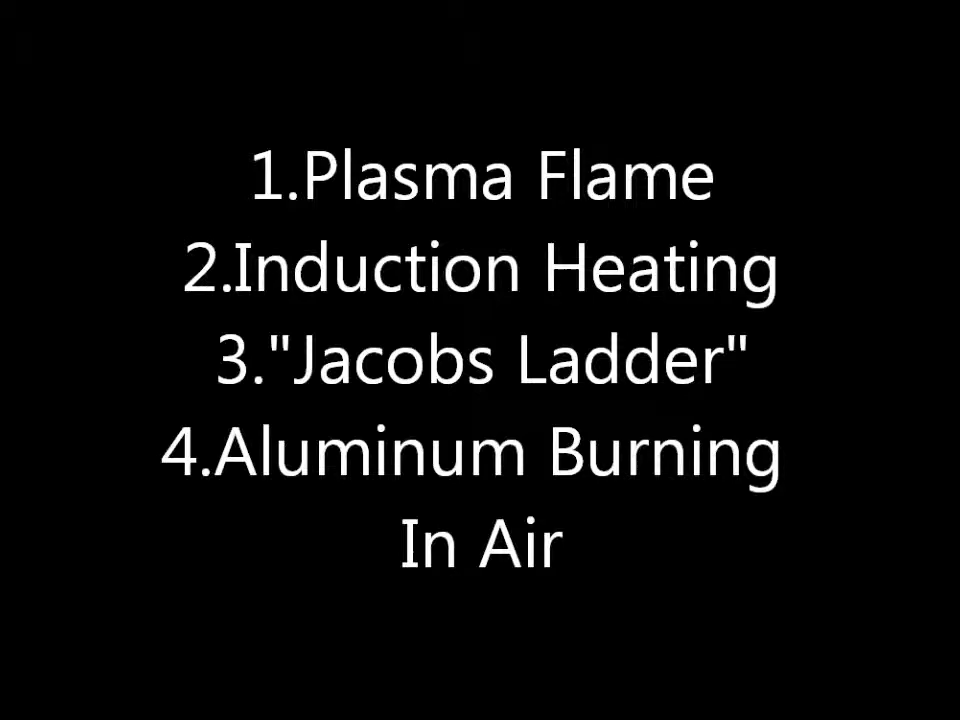 1.Plasma Flame
2.Induction Heating
3."Jacobs Ladder"
4.Aluminum Burning
In Air